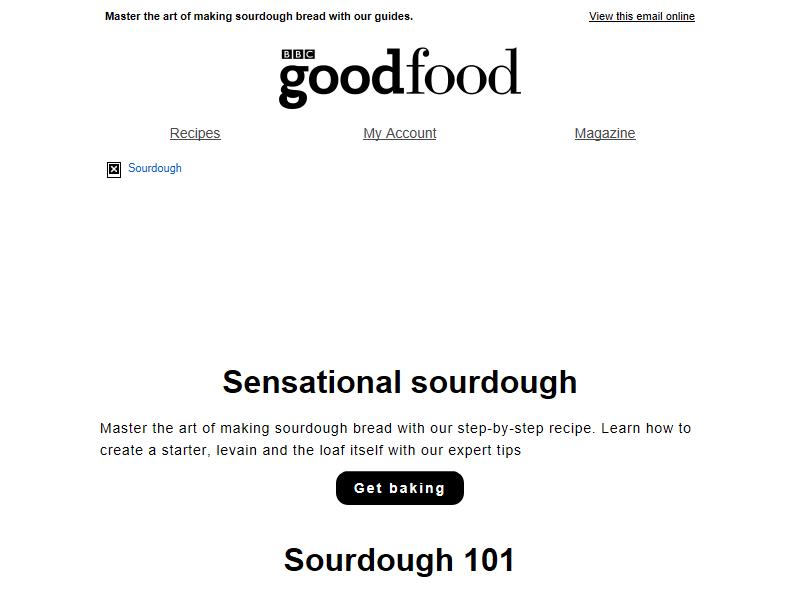 Master the art of making sourdough bread with our guides.
View this email online
BBC
goodfood
Recipes
My Account
Magazine
Sourdough
Sensational sourdough
Master the art of making sourdough bread with our step-by-step recipe. Learn how to
create a starter, levain and the loaf itself with our expert tips
Get baking
Sourdough 101